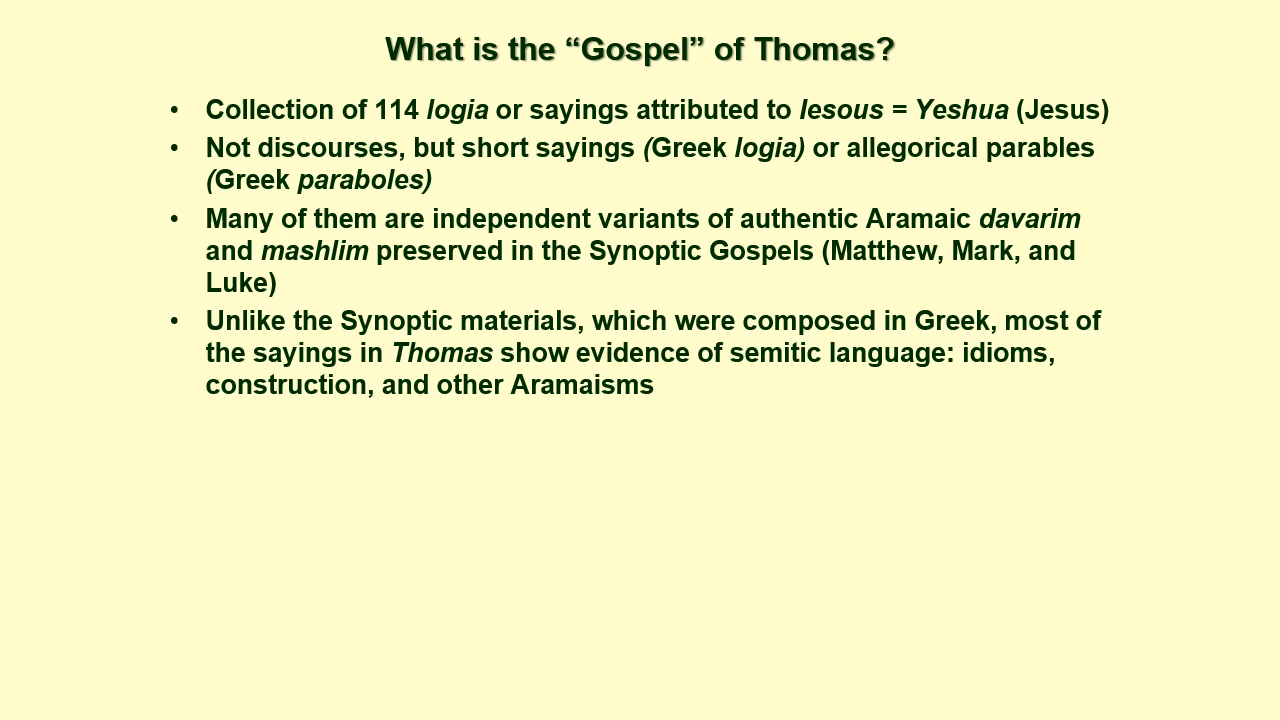 What is the “Gospel” of Thomas?
• Collection of 114 logia or sayings attributed to Iesous = Yeshua (Jesus)
• Not discourses, but short sayings (Greek logia) or allegorical parables
(Greek paraboles)
• Many of them are independent variants of authentic Aramaic davarim
and mashlim preserved in the Synoptic Gospels (Matthew, Mark, and
Luke)
• Unlike the Synoptic materials, which were composed in Greek, most of
the sayings in Thomas show evidence of semitic language: idioms,
construction, and other Aramaisms